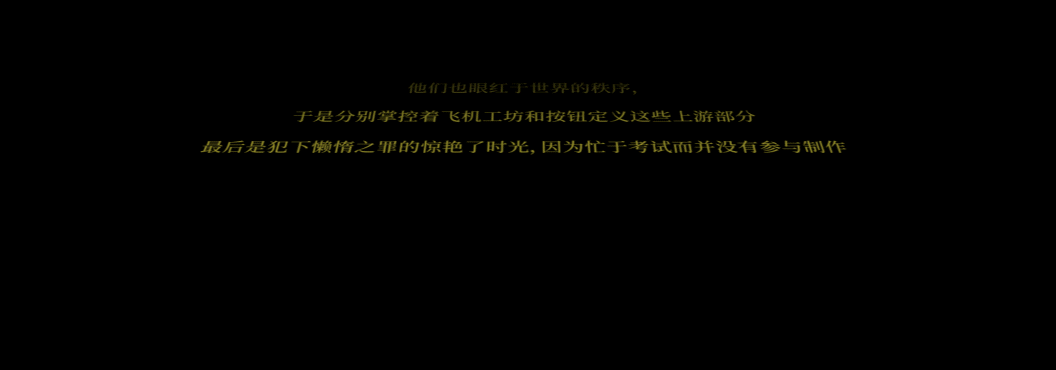 他们也眼红于世界的秩序，
于是分别掌控着飞机工坊和按钮定义这些上游部分
最后是犯下懒惰之罪的惊艳了时光，因为忙于考试而并没有参与制作